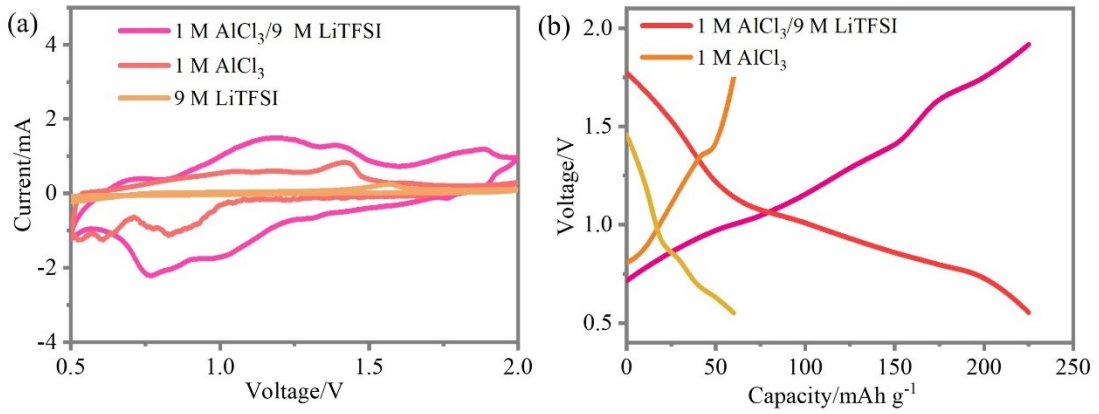 (a)
1 M AlCl₃/9 M LiTFSI
1 M AlCl₃
9 M LiTFSI
Current/mA
4
2
0
-2
-4
0.5
1.0
1.5
2.0
Voltage/V
(b)
1 M AlCl₃/9 M LiTFSI
1 M AlCl₃
Voltage/V
2.0
1.5
1.0
0.5
0
50
100
150
200
250
Capacity/mAh g⁻¹